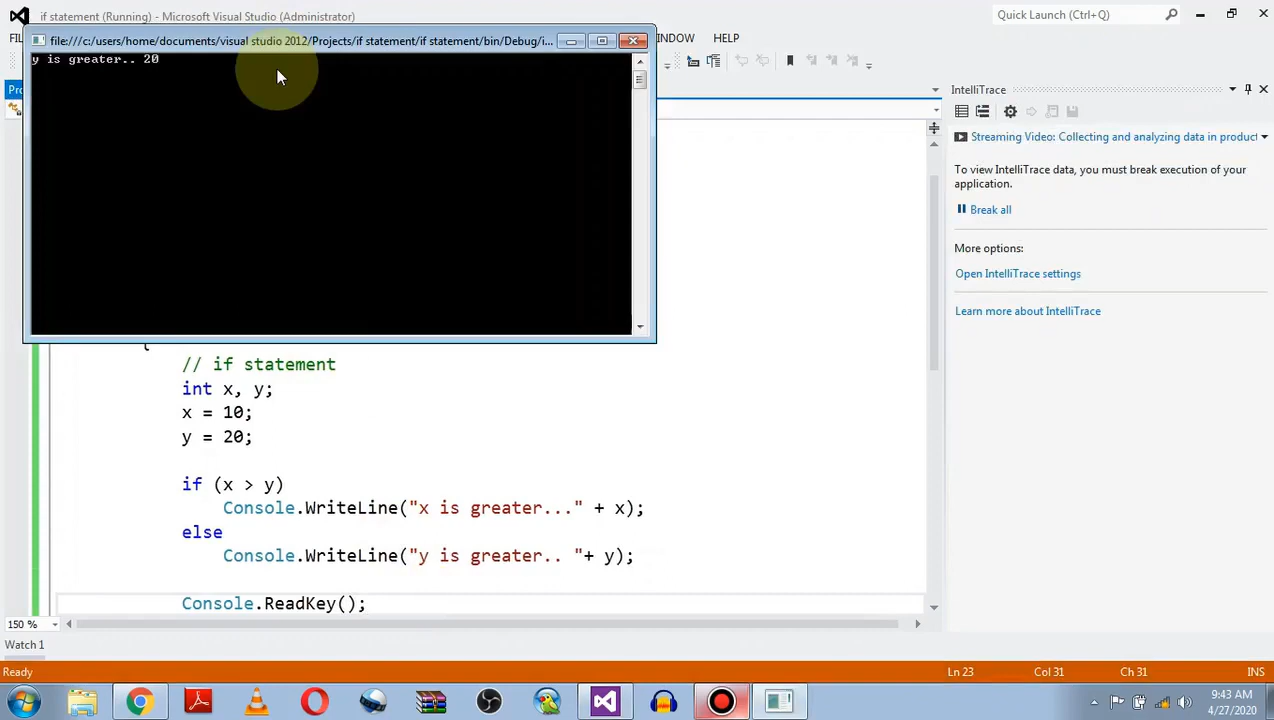 if statement (Running) - Microsoft Visual Studio (Administrator)
Quick Launch (Ctrl+Q)
file:///c:/users/home/documents/visual studio 2012/Projects/if statement/if statement/bin/Debug/i...
WINDOW HELP
y is greater.. 20
IntelliTrace
Streaming Video: Collecting and analyzing data in product
To view IntelliTrace data, you must break execution of your
application.
Break all
More options:
Open IntelliTrace settings
Learn more about IntelliTrace
{
// if statement
int x, y;
x = 10;
y = 20;
if (x > y)
Console.WriteLine("x is greater..." + x);
else
Console.WriteLine("y is greater.. "+ y);
Console.ReadKey();
150 %
Watch 1
Ready
Ln 23
Col 31
Ch 31
INS
9:43 AM
4/27/2020